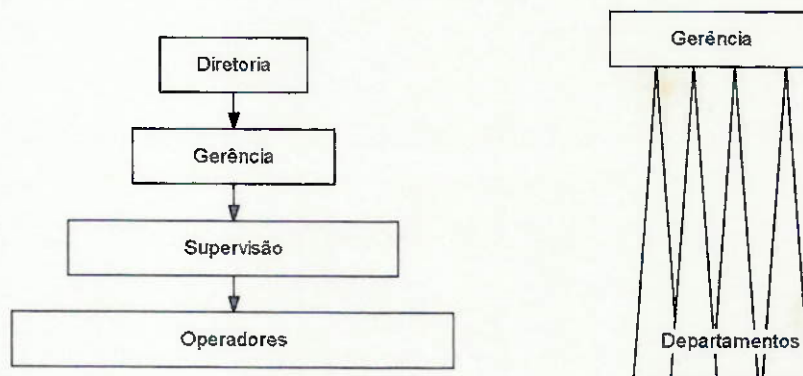 Diretoria
Gerência
Supervisão
Operadores
Gerência
Departamentos